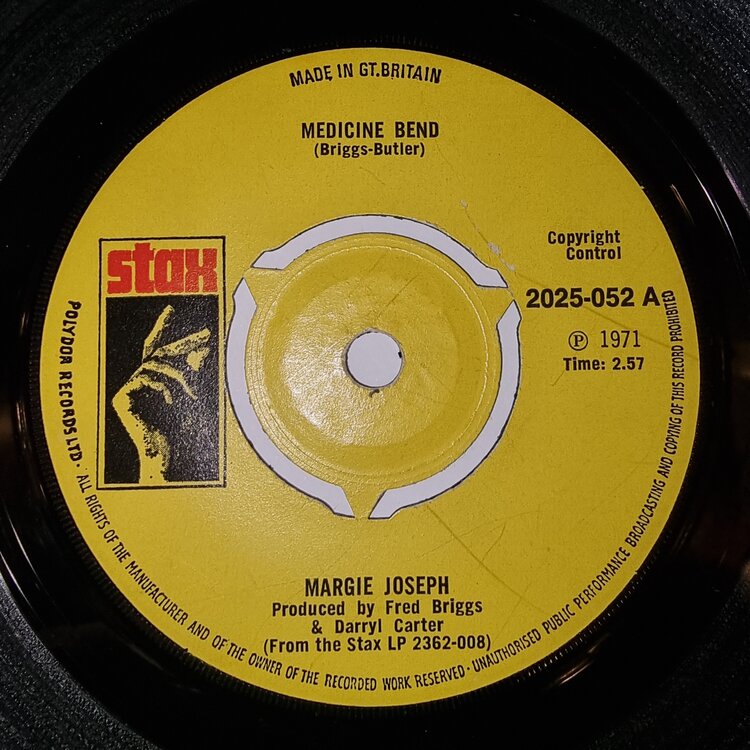 MADE IN GT.BRITAIN
MEDICINE BEND
(Briggs-Butler)
stax
Copyright
Control
2025-052 A
Ⓟ 1971
Time: 2.57
MARGIE JOSEPH
Produced by Fred Briggs
& Darryl Carter
(From the Stax LP 2362-008)
POLYDOR RECORDS LTD. · ALL RIGHTS OF THE MANUFACTURER AND OF THE OWNER OF THE RECORDED WORK RESERVED · UNAUTHORISED PUBLIC PERFORMANCE BROADCASTING AND COPYING OF THIS RECORD PROHIBITED